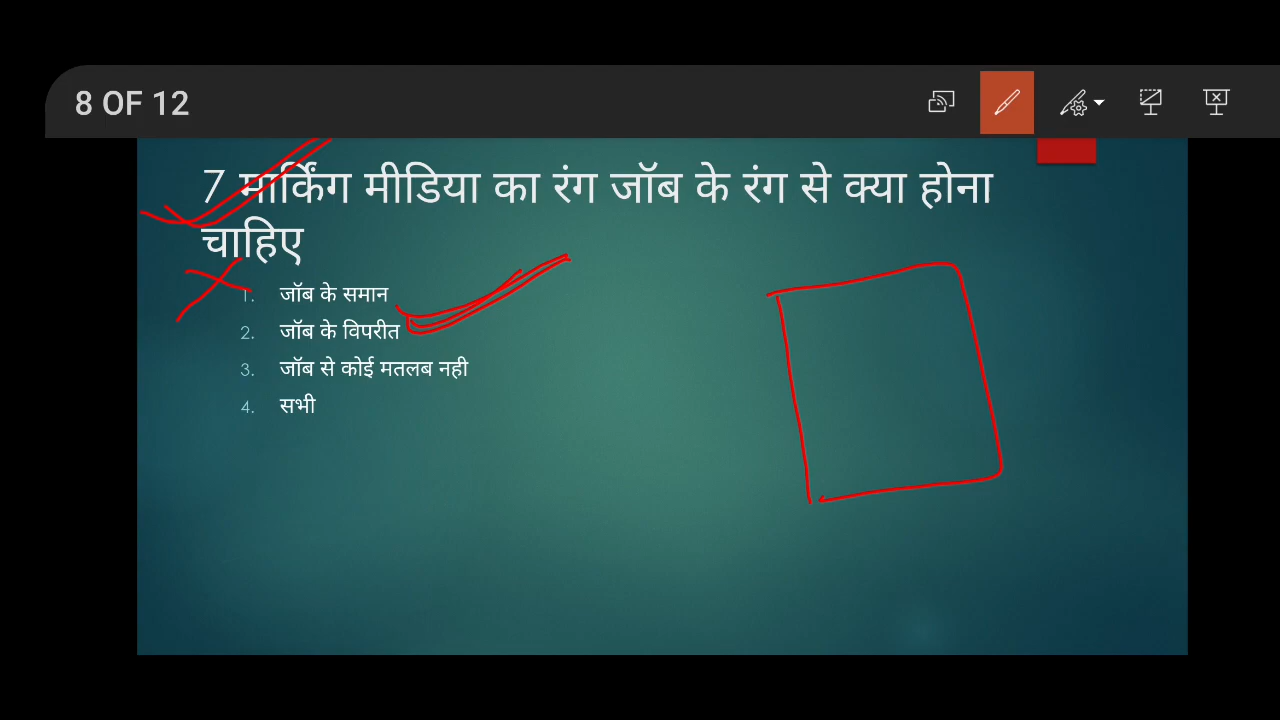 8 OF 12
7 मार्किंग मीडिया का रंग जॉब के रंग से क्या होना
चाहिए
1. जॉब के समान
2. जॉब के विपरीत
3. जॉब से कोई मतलब नही
4. सभी